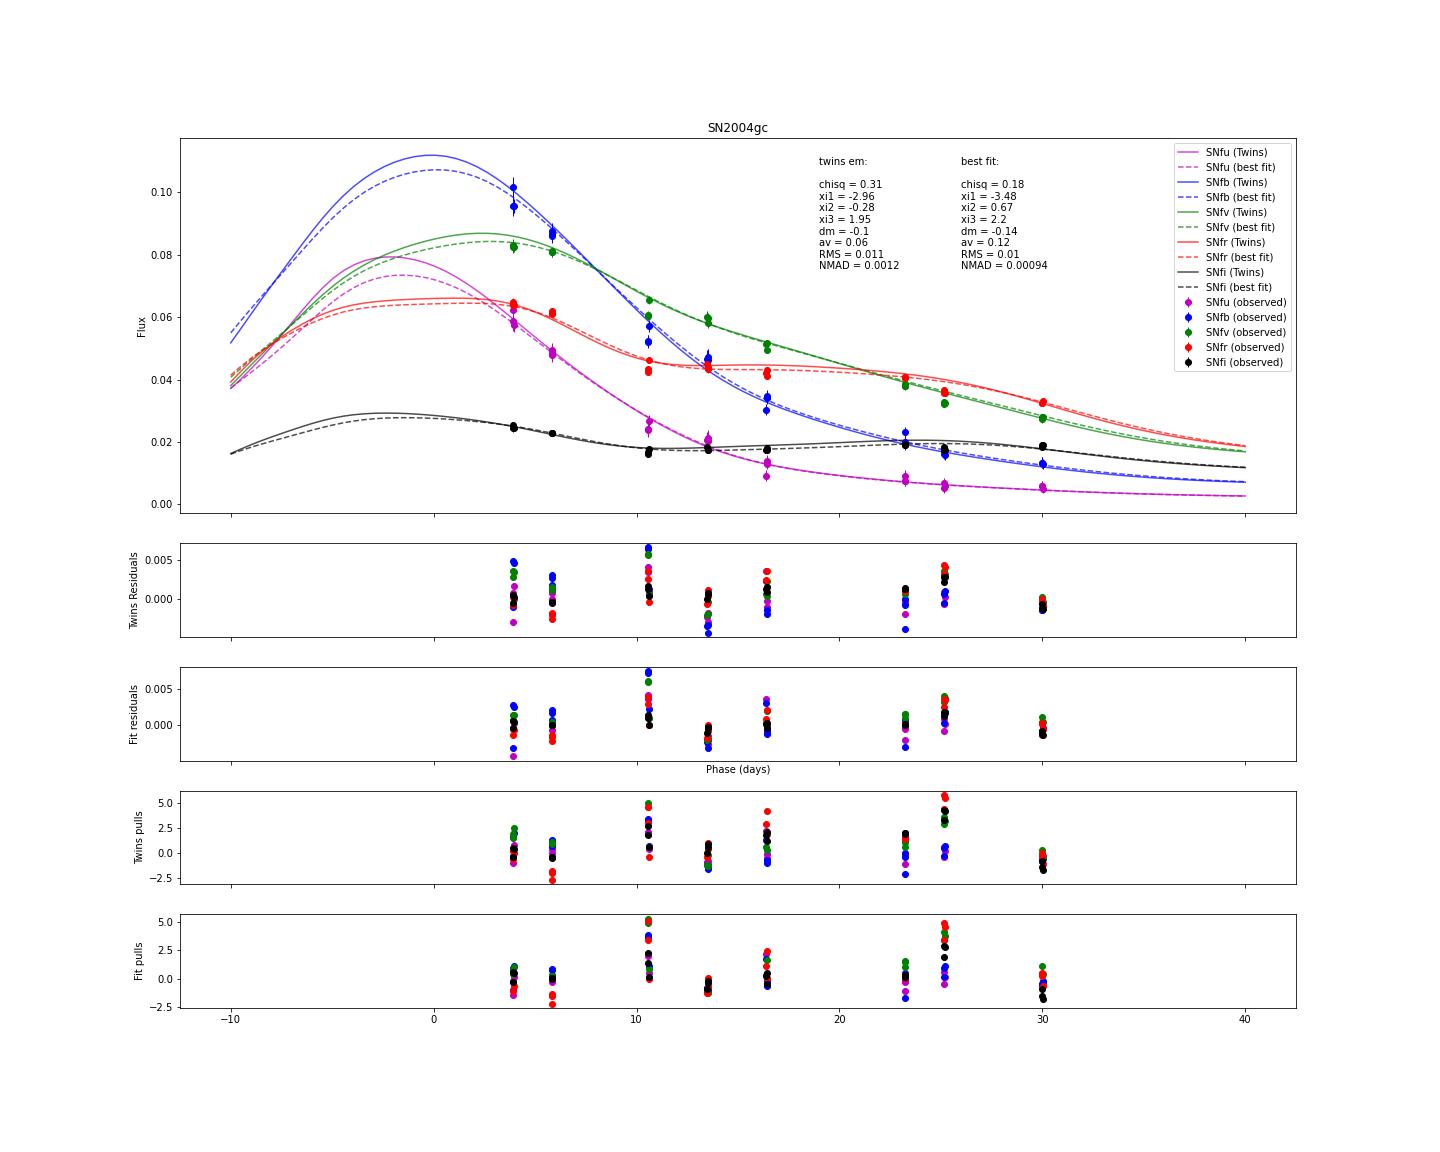 SN2004gc
Flux
0.10
0.08
0.06
0.04
0.02
0.00
twins em:
chisq = 0.31
xi1 = -2.96
xi2 = -0.28
xi3 = 1.95
dm = -0.1
av = 0.06
RMS = 0.011
NMAD = 0.0012
best fit:
chisq = 0.18
xi1 = -3.48
xi2 = 0.67
xi3 = 2.2
dm = -0.14
av = 0.12
RMS = 0.01
NMAD = 0.00094
SNfu (Twins)
SNfu (best fit)
SNfb (Twins)
SNfb (best fit)
SNfv (Twins)
SNfv (best fit)
SNfr (Twins)
SNfr (best fit)
SNfi (Twins)
SNfi (best fit)
SNfu (observed)
SNfb (observed)
SNfv (observed)
SNfr (observed)
SNfi (observed)
Twins Residuals
0.005
0.000
Fit residuals
0.005
0.000
Phase (days)
Twins pulls
5.0
2.5
0.0
−2.5
Fit pulls
5.0
2.5
0.0
−2.5
−10
0
10
20
30
40